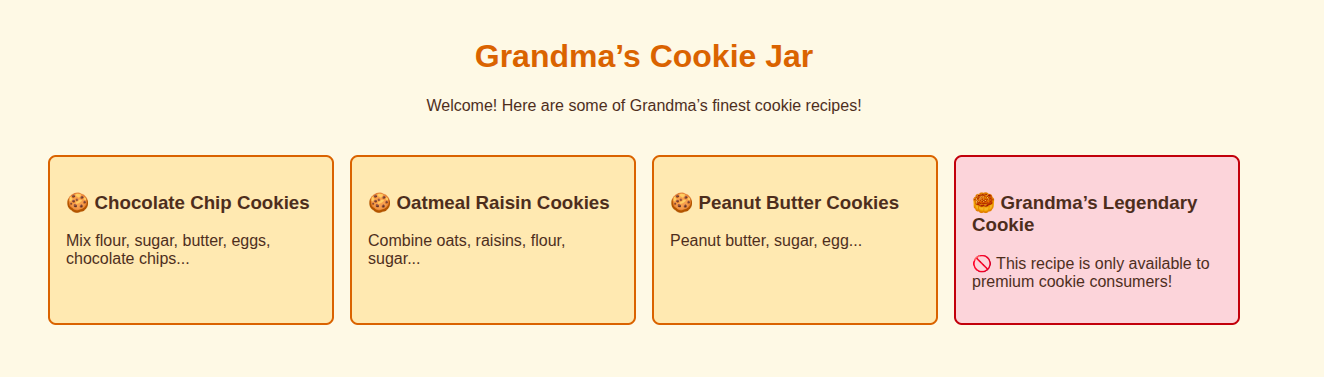 Grandma’s Cookie Jar
Welcome! Here are some of Grandma’s finest cookie recipes!
🍪 Chocolate Chip Cookies
Mix flour, sugar, butter, eggs,
chocolate chips...
🍪 Oatmeal Raisin Cookies
Combine oats, raisins, flour,
sugar...
🍪 Peanut Butter Cookies
Peanut butter, sugar, egg...
🥮 Grandma’s Legendary
Cookie
🚫 This recipe is only available to
premium cookie consumers!